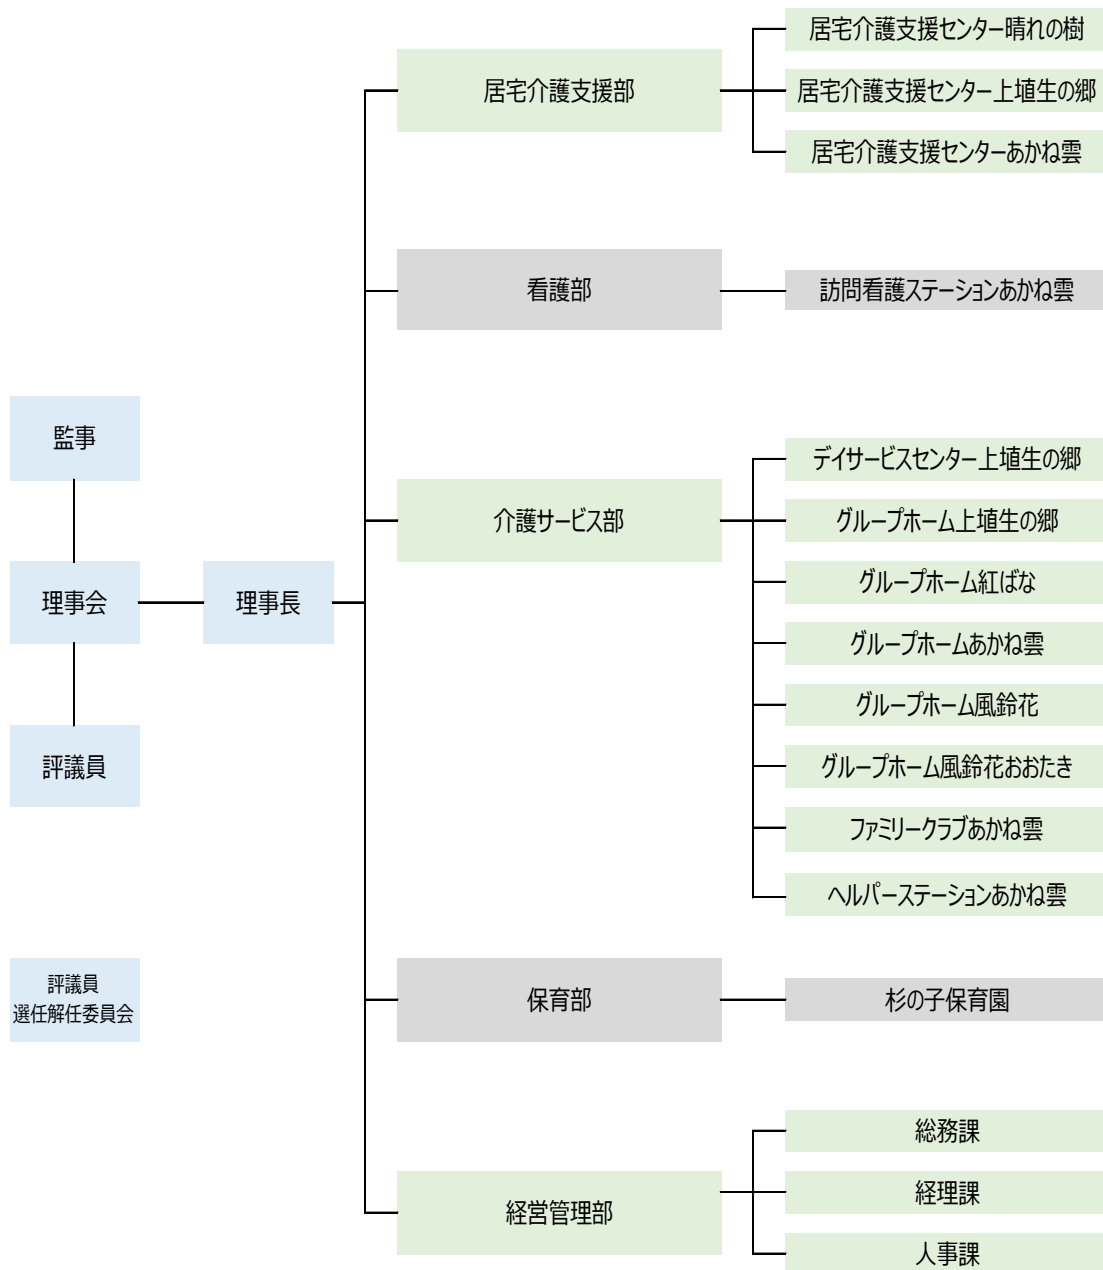 監事
理事会
評議員
評議員
選任解任委員会
理事長
居宅介護支援部
居宅介護支援センター晴れの樹
居宅介護支援センター上埴生の郷
居宅介護支援センターあかね雲
看護部
訪問看護ステーションあかね雲
介護サービス部
デイサービスセンター上埴生の郷
グループホーム上埴生の郷
グループホーム紅ばな
グループホームあかね雲
グループホーム風鈴花
グループホーム風鈴花おおたき
ファミリークラブあかね雲
ヘルパーステーションあかね雲
保育部
杉の子保育園
経営管理部
総務課
経理課
人事課